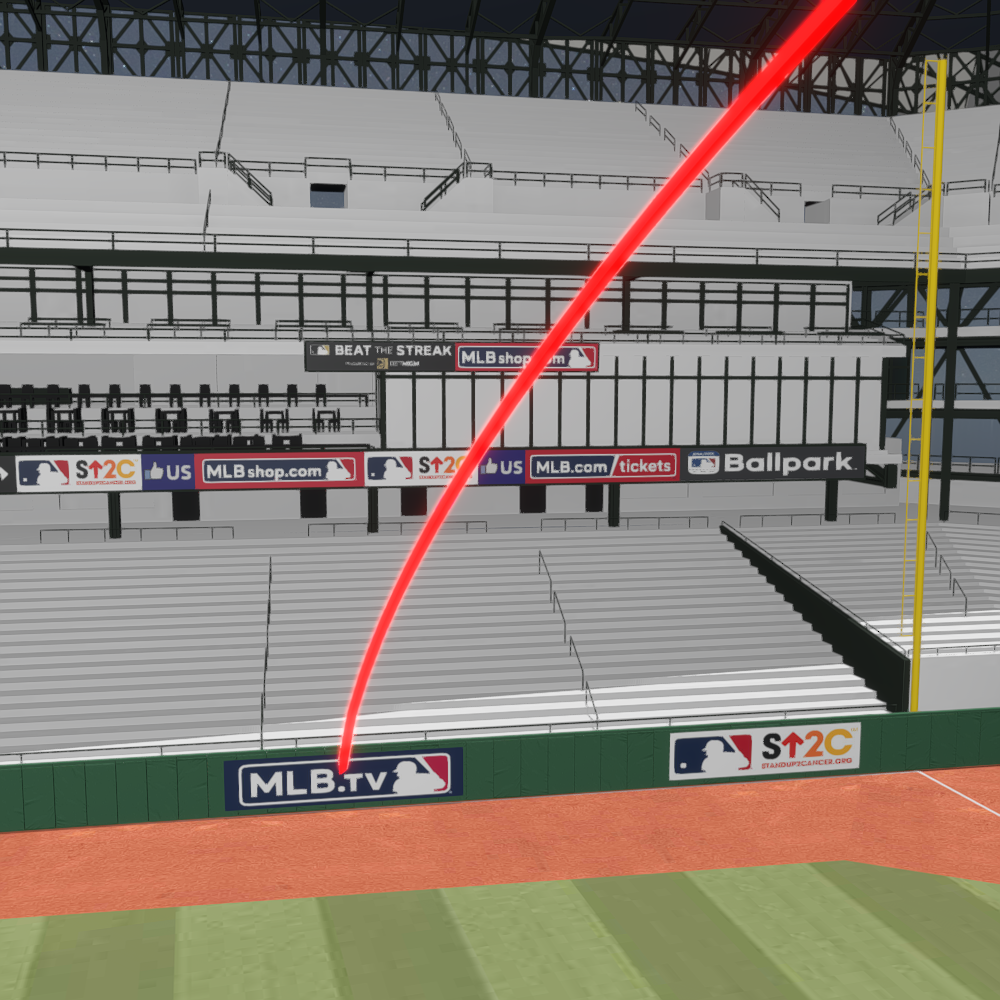 BEAT THE STREAK
MLBshop.com
S↑2C
STANDUP2CANCER.ORG
US
MLBshop.com
S↑2C
US
MLB.com/tickets
Ballpark
MLB.TV
S↑2C
STANDUP2CANCER.ORG